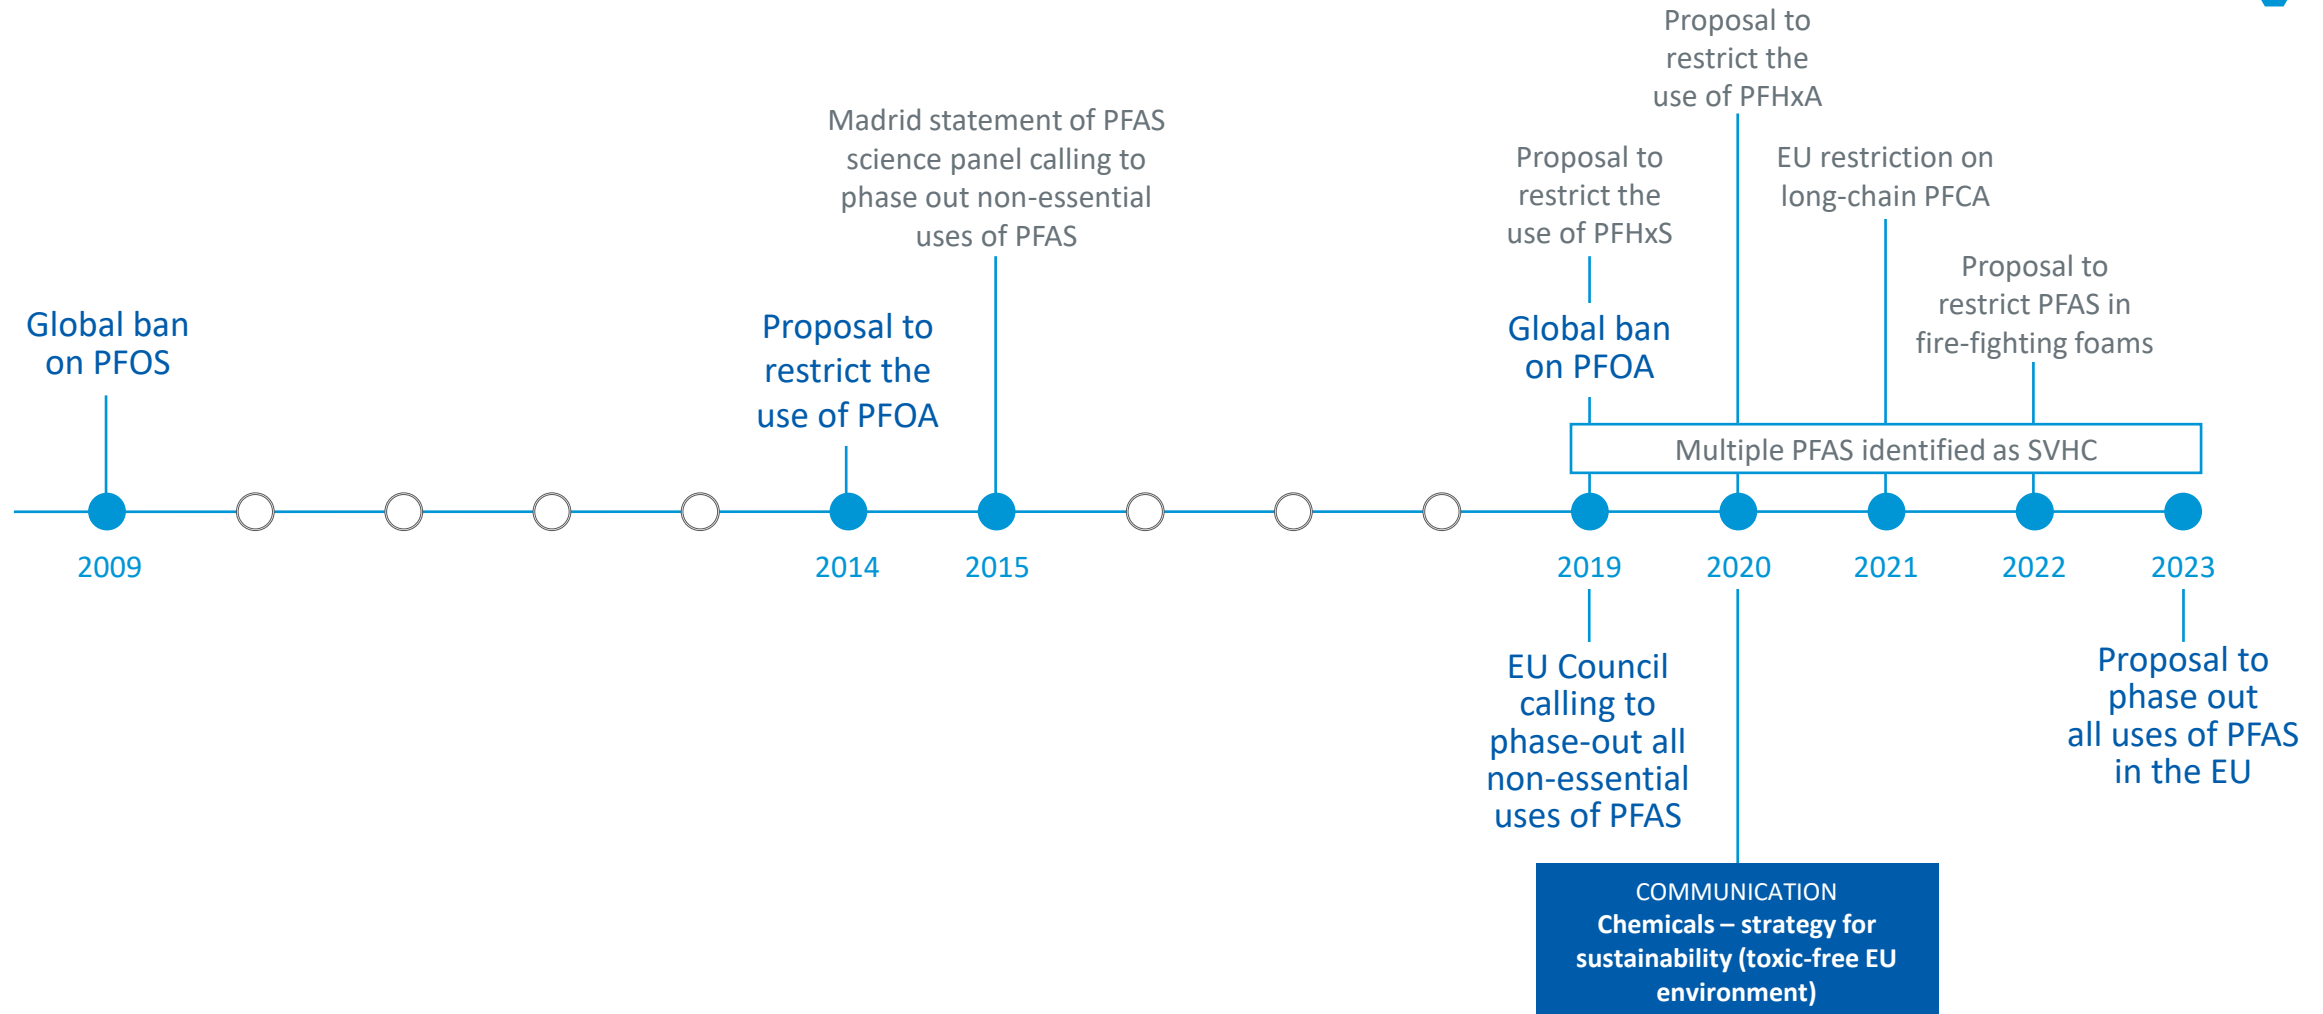 Global ban
on PFOS
Proposal to
restrict the
use of PFOA
Madrid statement of PFAS
science panel calling to
phase out non-essential
uses of PFAS
Proposal to
restrict the
use of PFHxS
Global ban
on PFOA
Proposal to
restrict the
use of PFHxA
EU restriction on
long-chain PFCA
Proposal to
restrict PFAS in
fire-fighting foams
Multiple PFAS identified as SVHC
2009
2014
2015
2019
2020
2021
2022
2023
EU Council
calling to
phase-out all
non-essential
uses of PFAS
COMMUNICATION
Chemicals – strategy for
sustainability (toxic-free EU
environment)
Proposal to
phase out
all uses of PFAS
in the EU